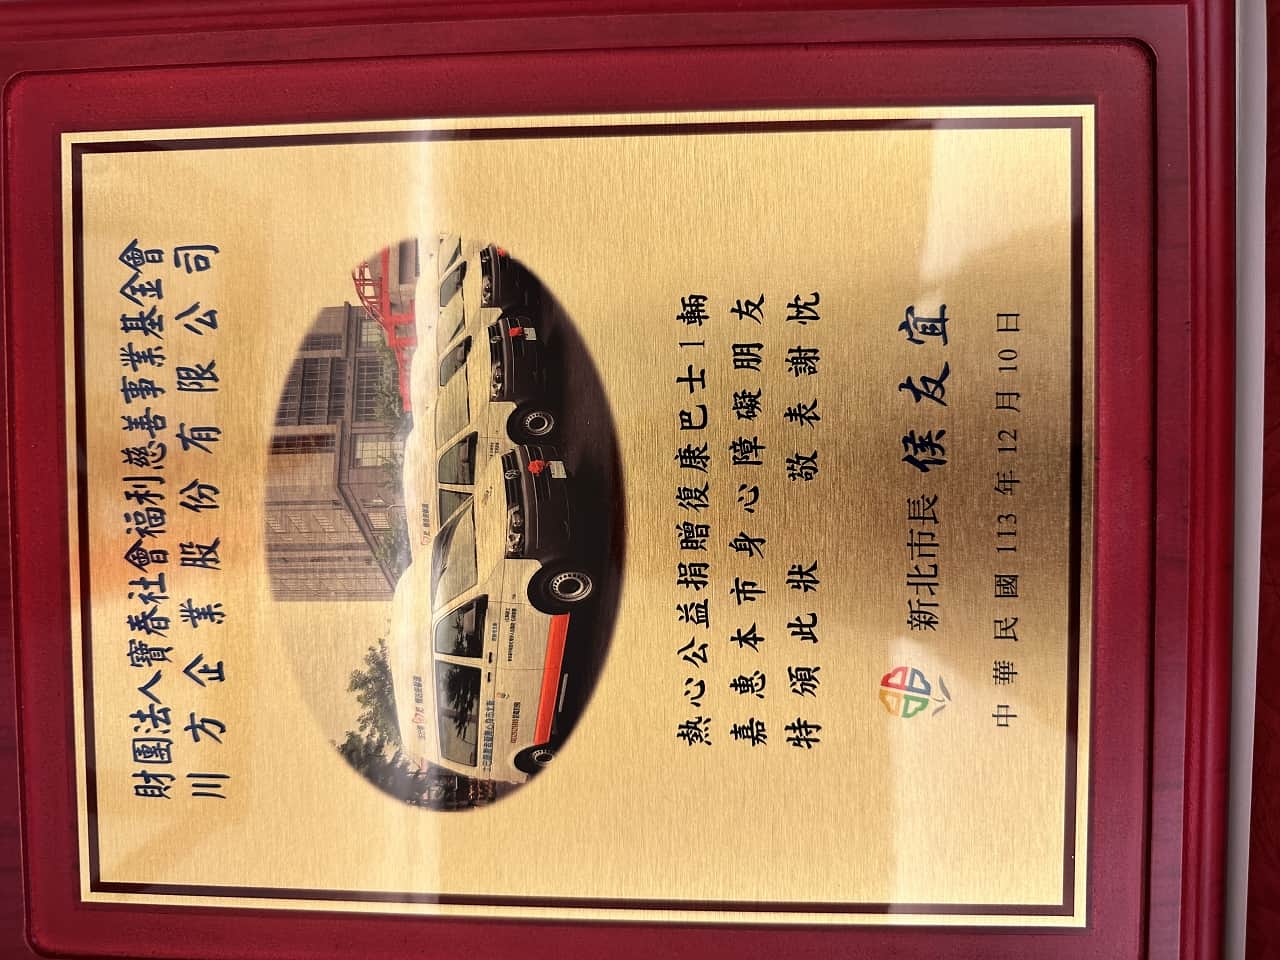 財團法人寶春社會福利慈善事業基金會
川方企業股份有限公司
熱心公益捐贈復康巴士1輛
嘉惠本市身心障礙朋友
特頒此狀 敬表謝忱
新北市長 侯友宜
中華民國113年12月10日